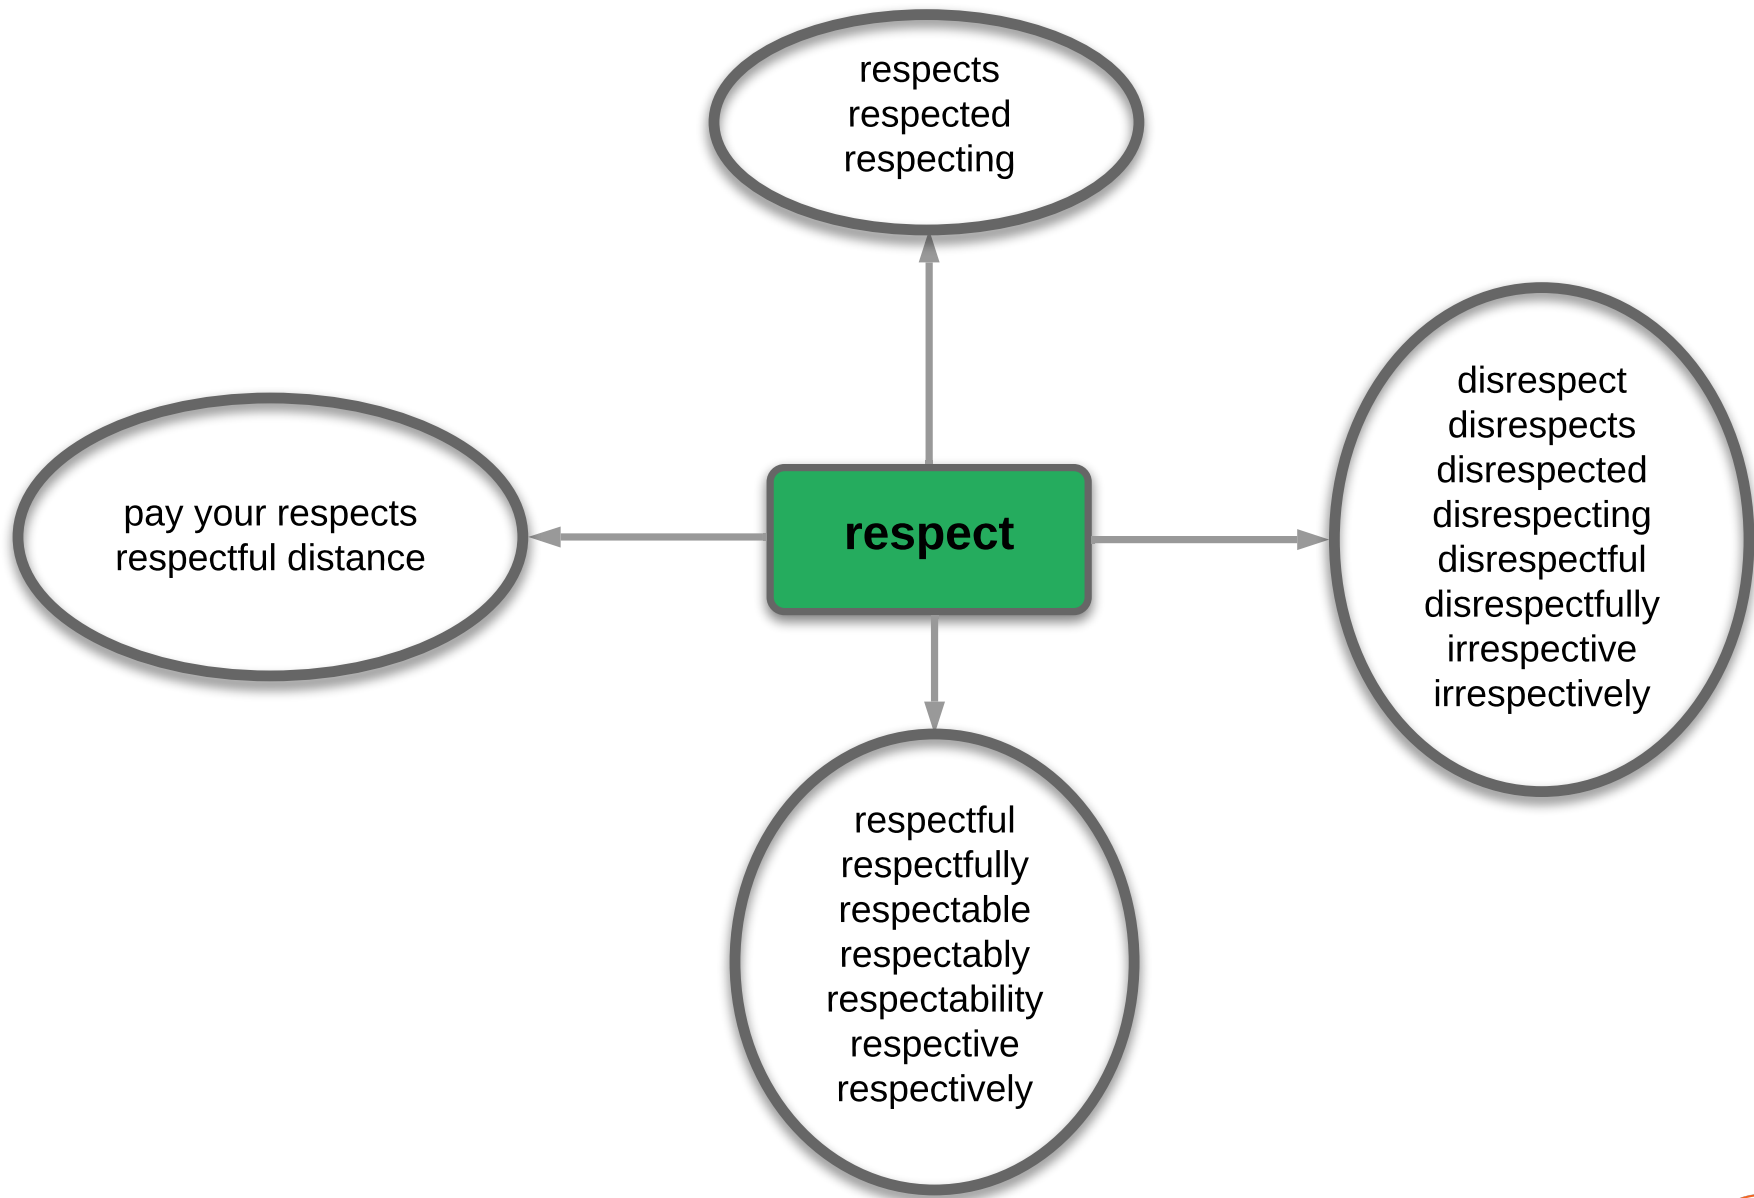 respects
respected
respecting
disrespect
disrespects
disrespected
disrespecting
disrespectful
disrespectfully
irrespective
irrespectively
pay your respects
respectful distance
respect
respectful
respectfully
respectable
respectably
respectability
respective
respectively